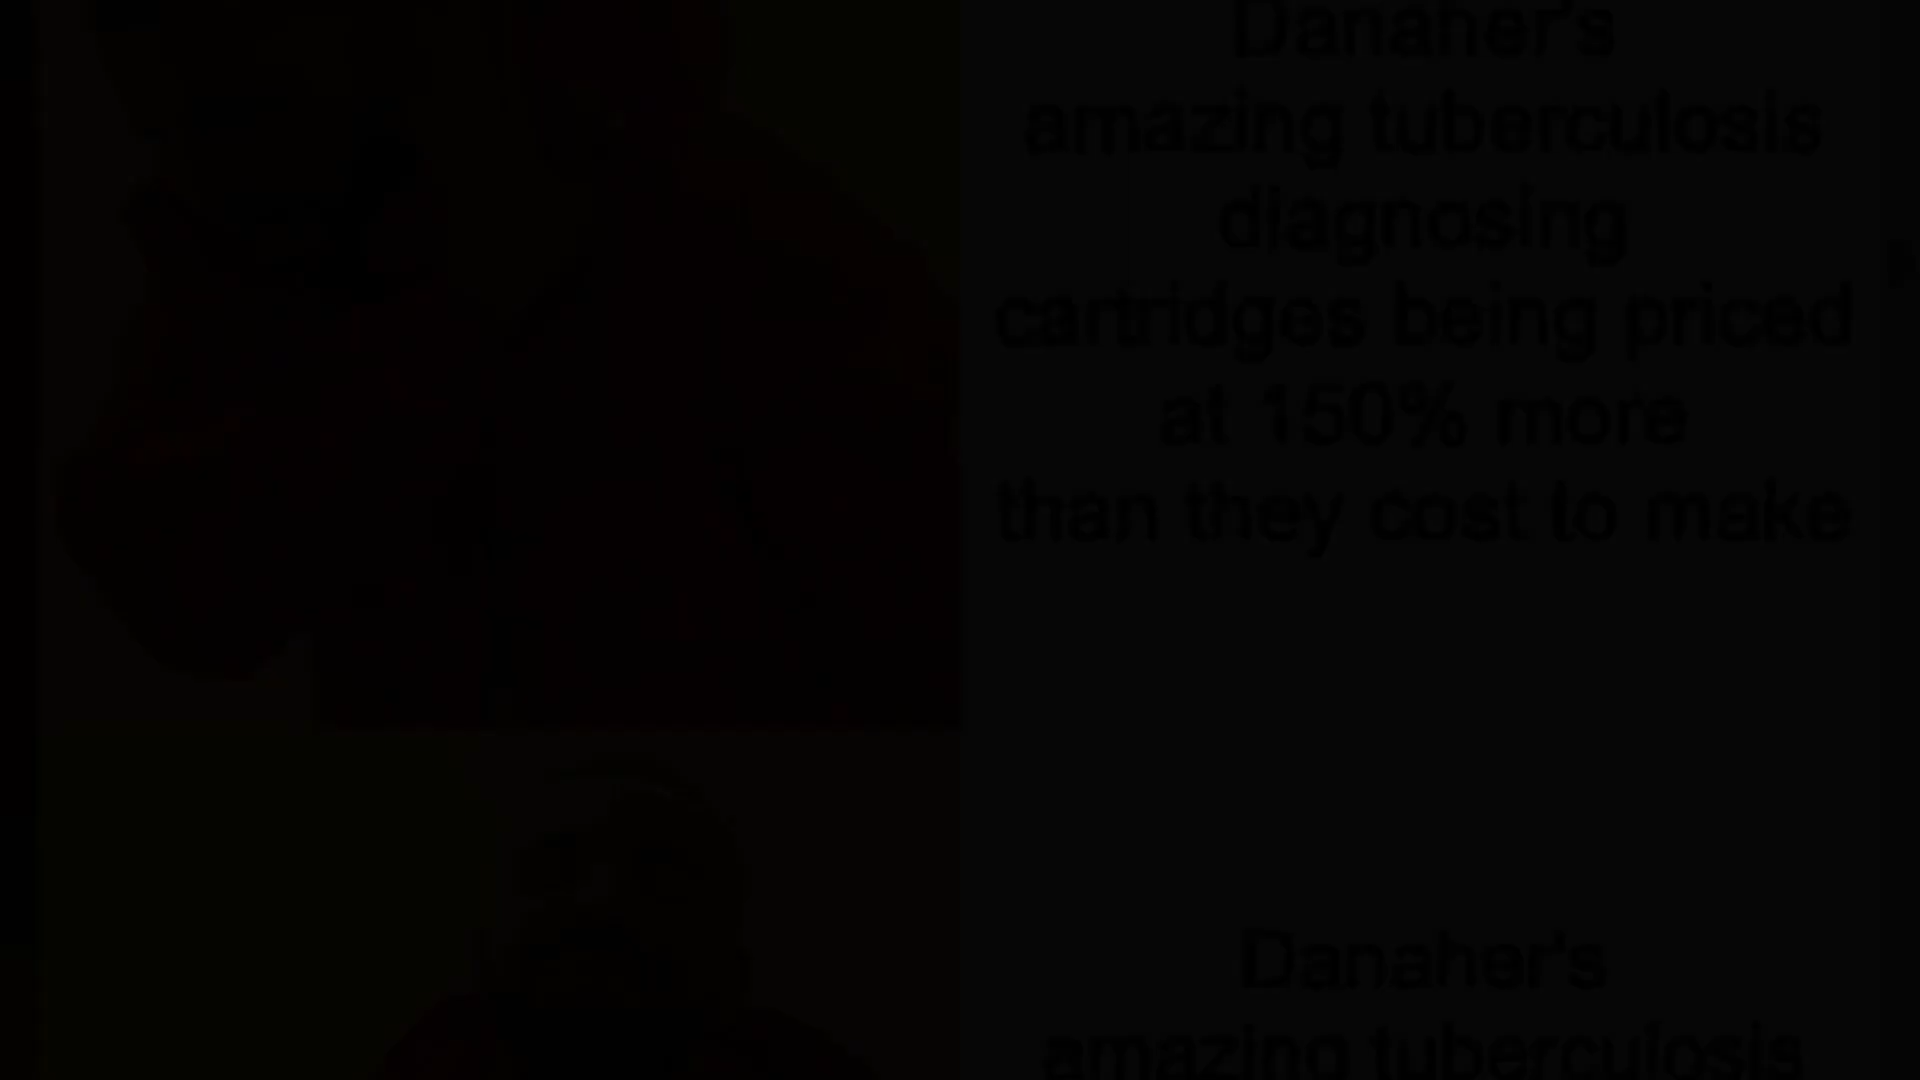 Danaher's
amazing tuberculosis
diagnosing
cartridges being priced
at 150% more
than they cost to make
Danaher's
amazing tuberculosis